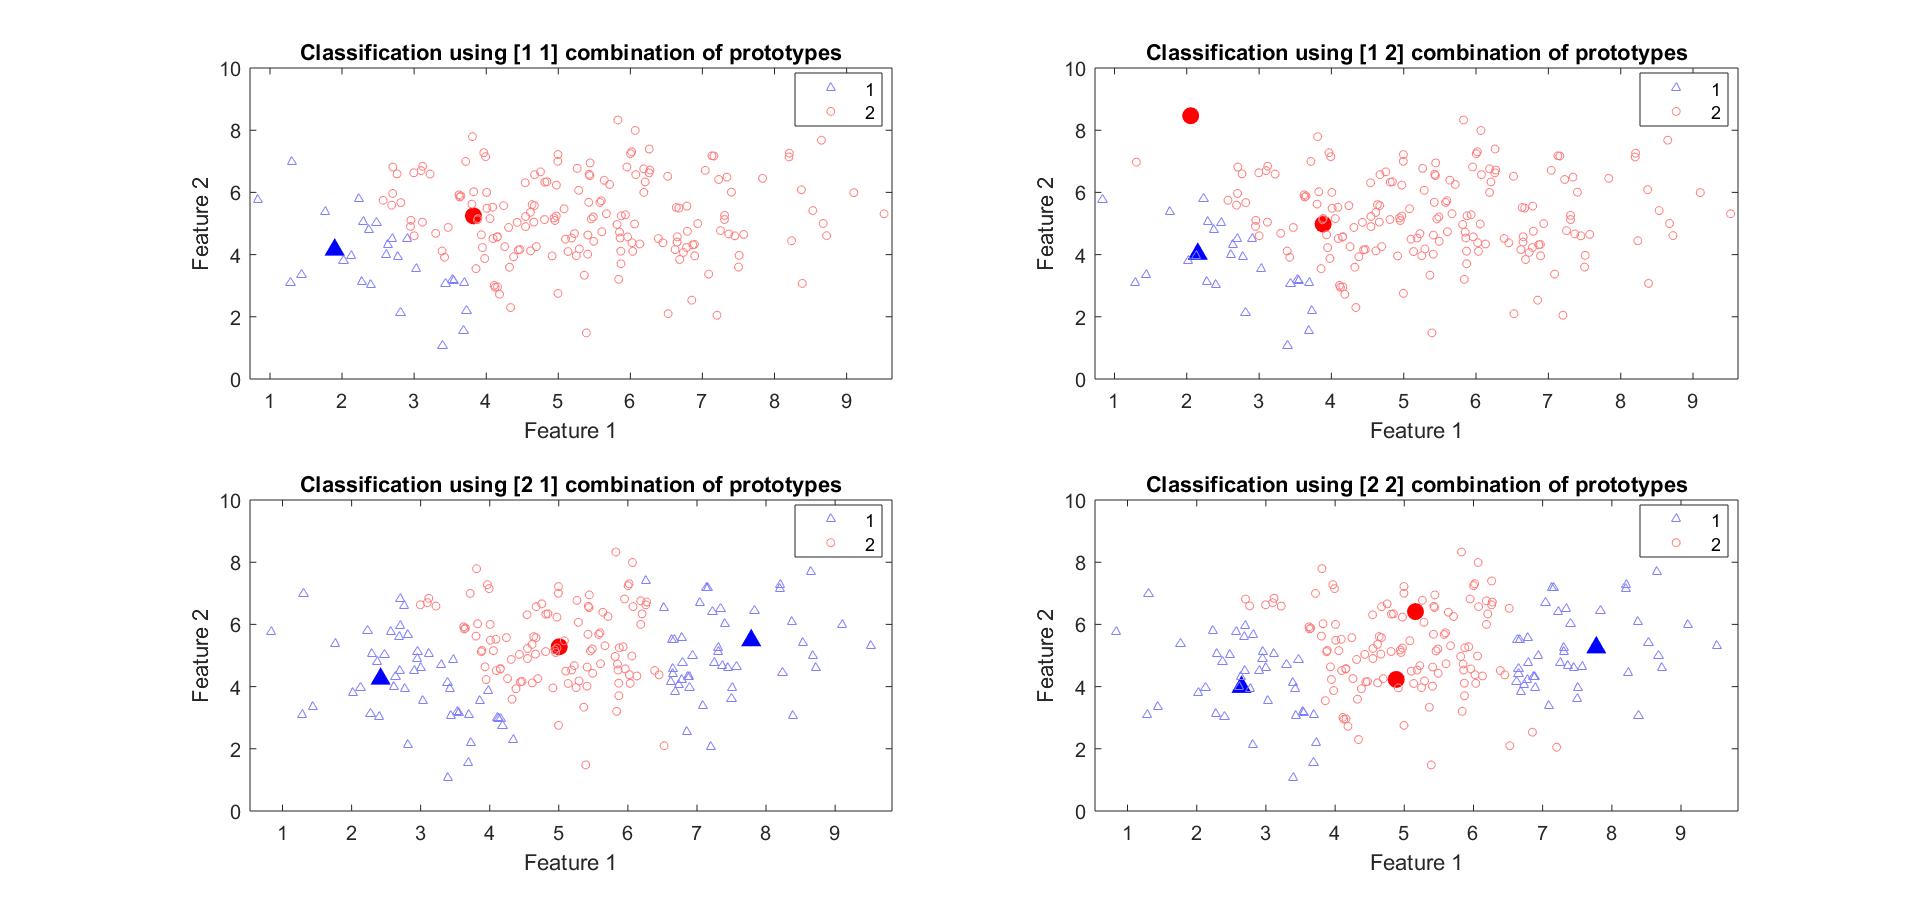 Classification using [1 1] combination of prototypes
1
2
10
8
6
4
2
0
Feature 2
1 2 3 4 5 6 7 8 9
Feature 1
Classification using [1 2] combination of prototypes
1
2
10
8
6
4
2
0
Feature 2
1 2 3 4 5 6 7 8 9
Feature 1
Classification using [2 1] combination of prototypes
1
2
10
8
6
4
2
0
Feature 2
1 2 3 4 5 6 7 8 9
Feature 1
Classification using [2 2] combination of prototypes
1
2
10
8
6
4
2
0
Feature 2
1 2 3 4 5 6 7 8 9
Feature 1